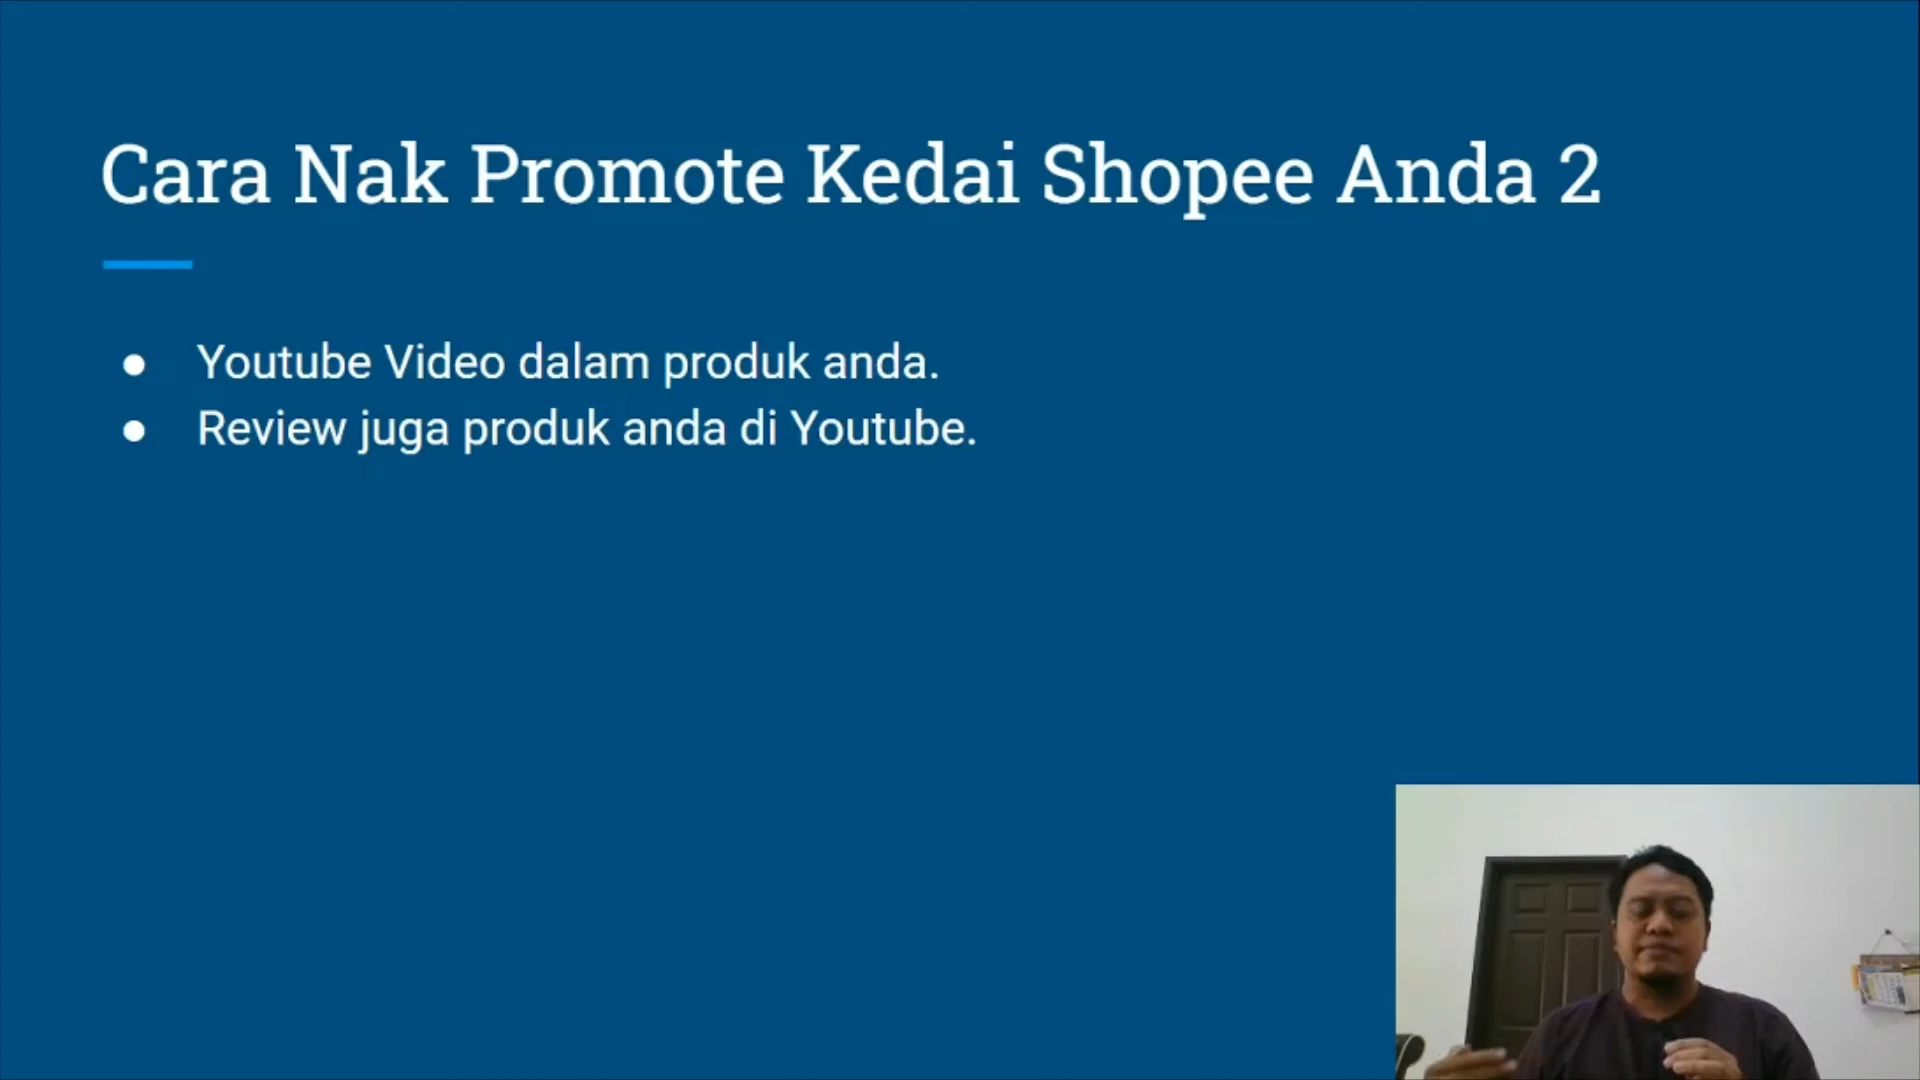 Cara Nak Promote Kedai Shopee Anda 2
Youtube Video dalam produk anda.
Review juga produk anda di Youtube.